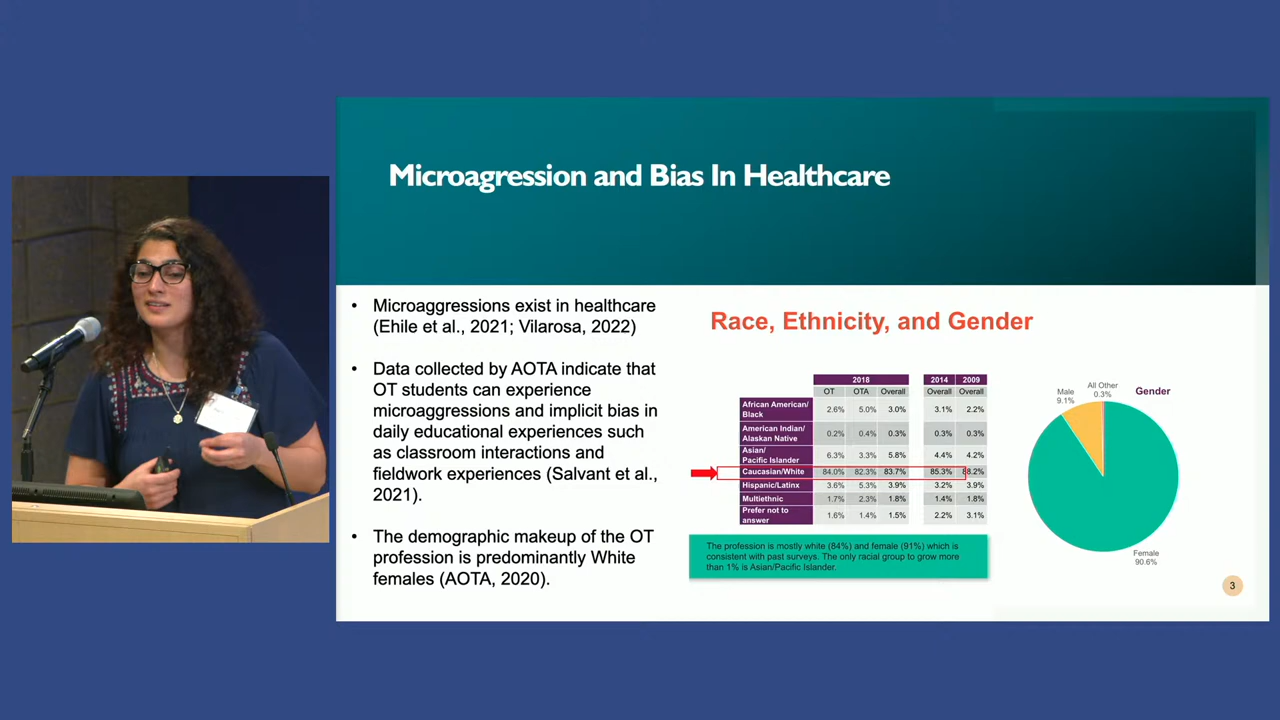 Microagression and Bias In Healthcare
• Microaggressions exist in healthcare
(Ehile et al., 2021; Vilarosa, 2022)
• Data collected by AOTA indicate that
OT students can experience
microaggressions and implicit bias in
daily educational experiences such
as classroom interactions and
fieldwork experiences (Salvant et al.,
2021).
• The demographic makeup of the OT
profession is predominantly White
females (AOTA, 2020).
Race, Ethnicity, and Gender
2018 2014 2009
OT OTA Overall Overall Overall
African American/
Black 2.6% 5.0% 3.0% 3.1% 2.2%
American Indian/
Alaskan Native 0.2% 0.4% 0.3% 0.3% 0.3%
Asian/
Pacific Islander 6.3% 3.3% 5.8% 4.4% 4.2%
Caucasian/White 84.0% 82.3% 83.7% 85.3% 88.2%
Hispanic/Latinx 3.6% 5.3% 3.9% 3.2% 3.9%
Multiethnic 1.7% 2.3% 1.8% 1.4% 1.8%
Prefer not to
answer 1.6% 1.4% 1.5% 2.2% 3.1%
The profession is mostly white (84%) and female (91%) which is
consistent with past surveys. The only racial group to grow more
than 1% is Asian/Pacific Islander.
Gender
Male
9.1%
All Other
0.3%
Female
90.6%
3